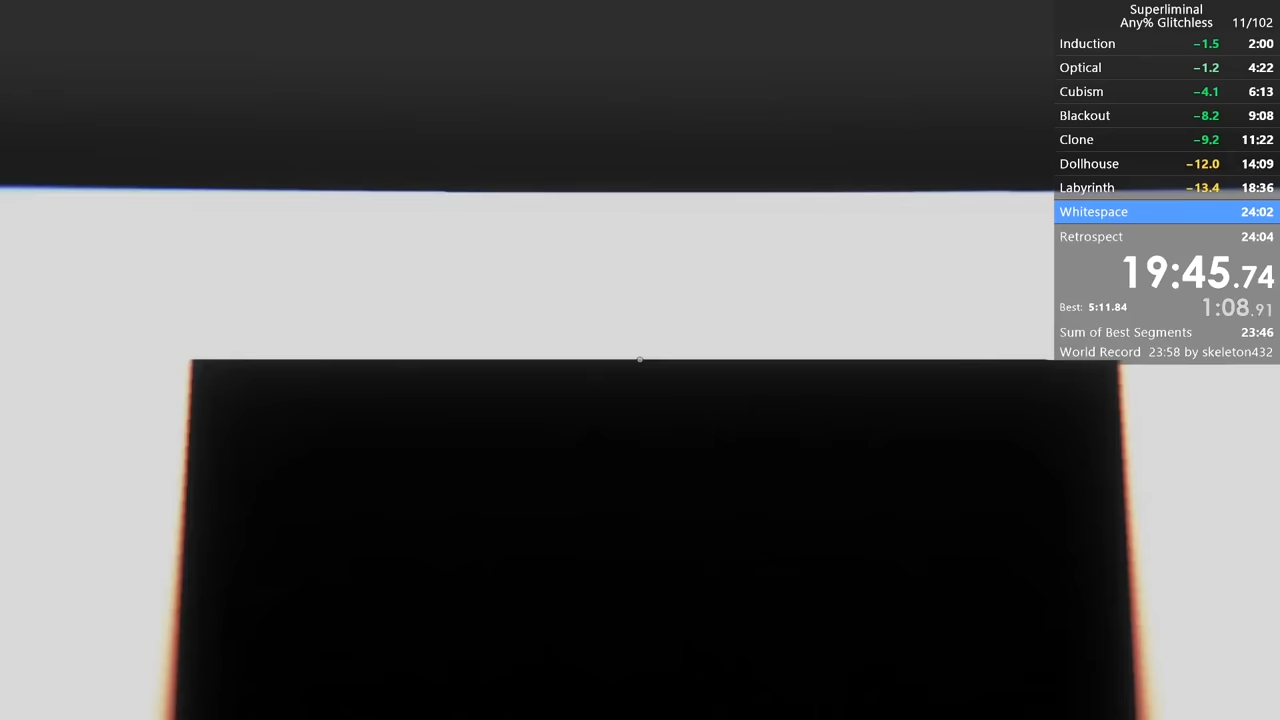 Superliminal
Any% Glitchless 11/102
Induction −1.5 2:00
Optical −1.2 4:22
Cubism −4.1 6:13
Blackout −8.2 9:08
Clone −9.2 11:22
Dollhouse −12.0 14:09
Labyrinth −13.4 18:36
Whitespace 24:02
Retrospect 24:04
19:45.74
Best: 5:11.84 1:08.91
Sum of Best Segments 23:46
World Record 23:58 by skeleton432